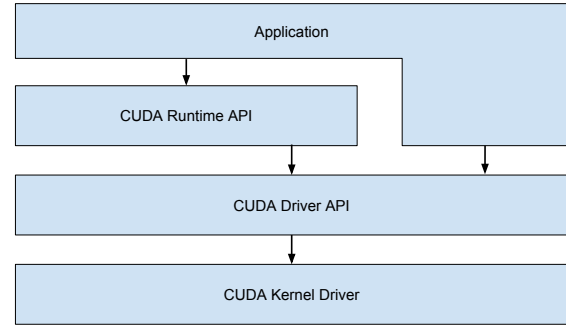 Application
CUDA Runtime API
CUDA Driver API
CUDA Kernel Driver